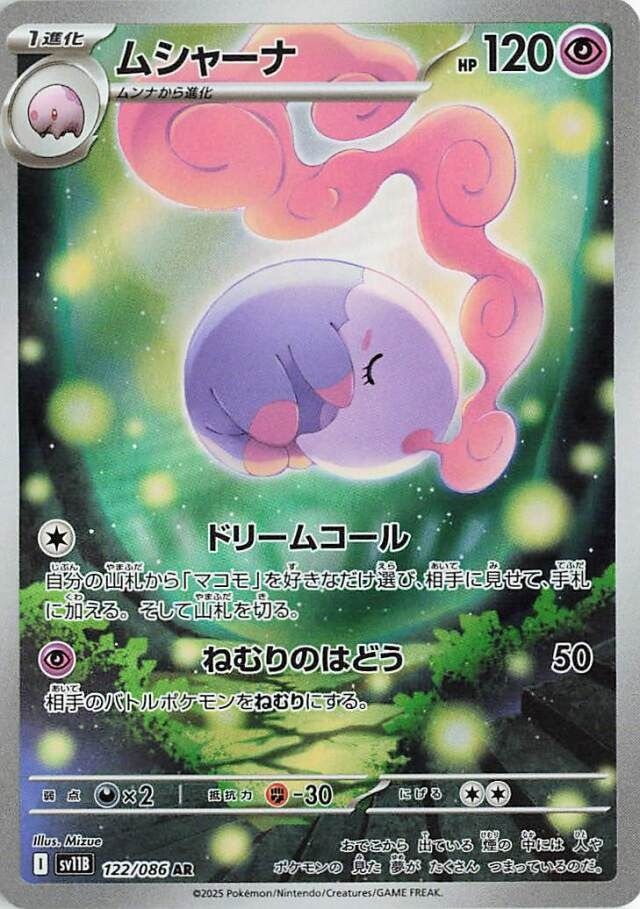 1進化
ムシャーナ
HP 120
ムンナから進化
ドリームコール
自分の山札から「マコモ」を好きなだけ選び、相手に見せて、手札
に加える。そして山札を切る。
ねむりのはどう 50
相手のバトルポケモンをねむりにする。
弱点 ×2 抵抗力 -30 にげる
Illus. Mizue
I sv11B 122/086 AR
おでこから 出ている 煙の 中には 人や
ポケモンの 見た 夢が たくさん つまっているのだ。
©2025 Pokémon/Nintendo/Creatures/GAME FREAK.